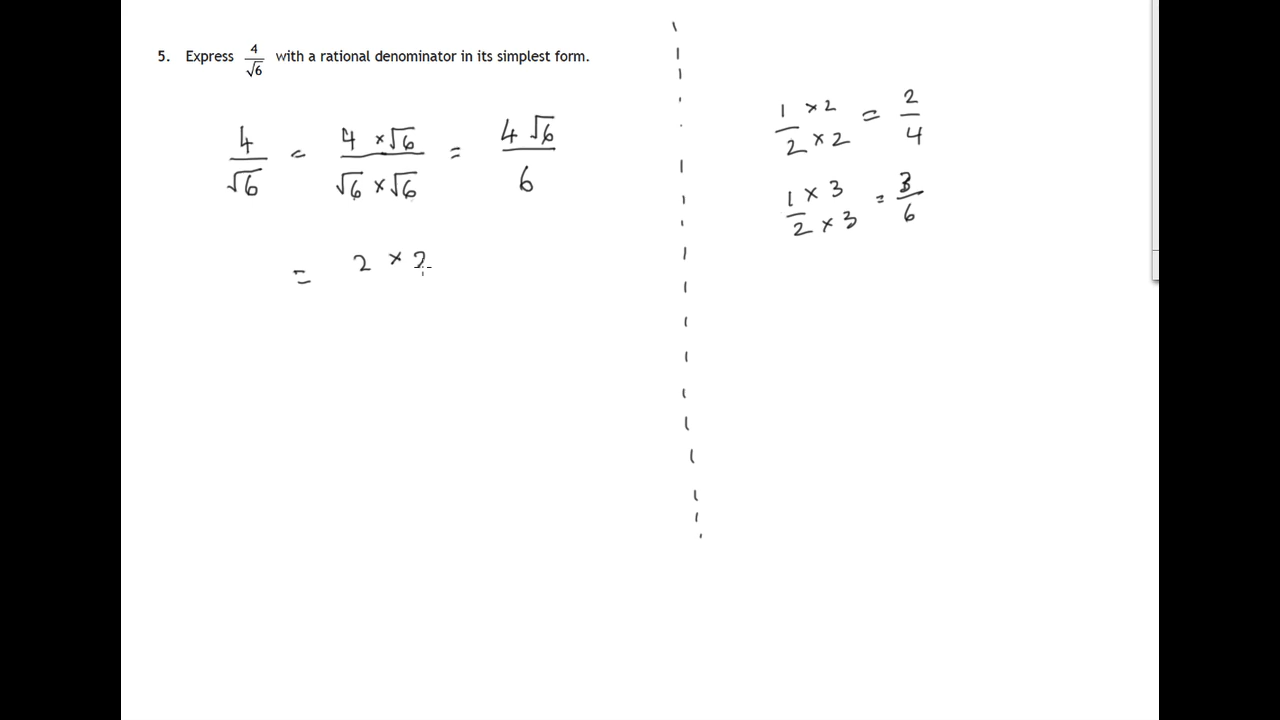 5. Express 4/√6 with a rational denominator in its simplest form.
4/√6 = 4 ×√6/√6 ×√6 = 4 √6/6
= 2 × 2
1 × 2/2 × 2 = 2/4
1 × 3/2 × 3 = 3/6